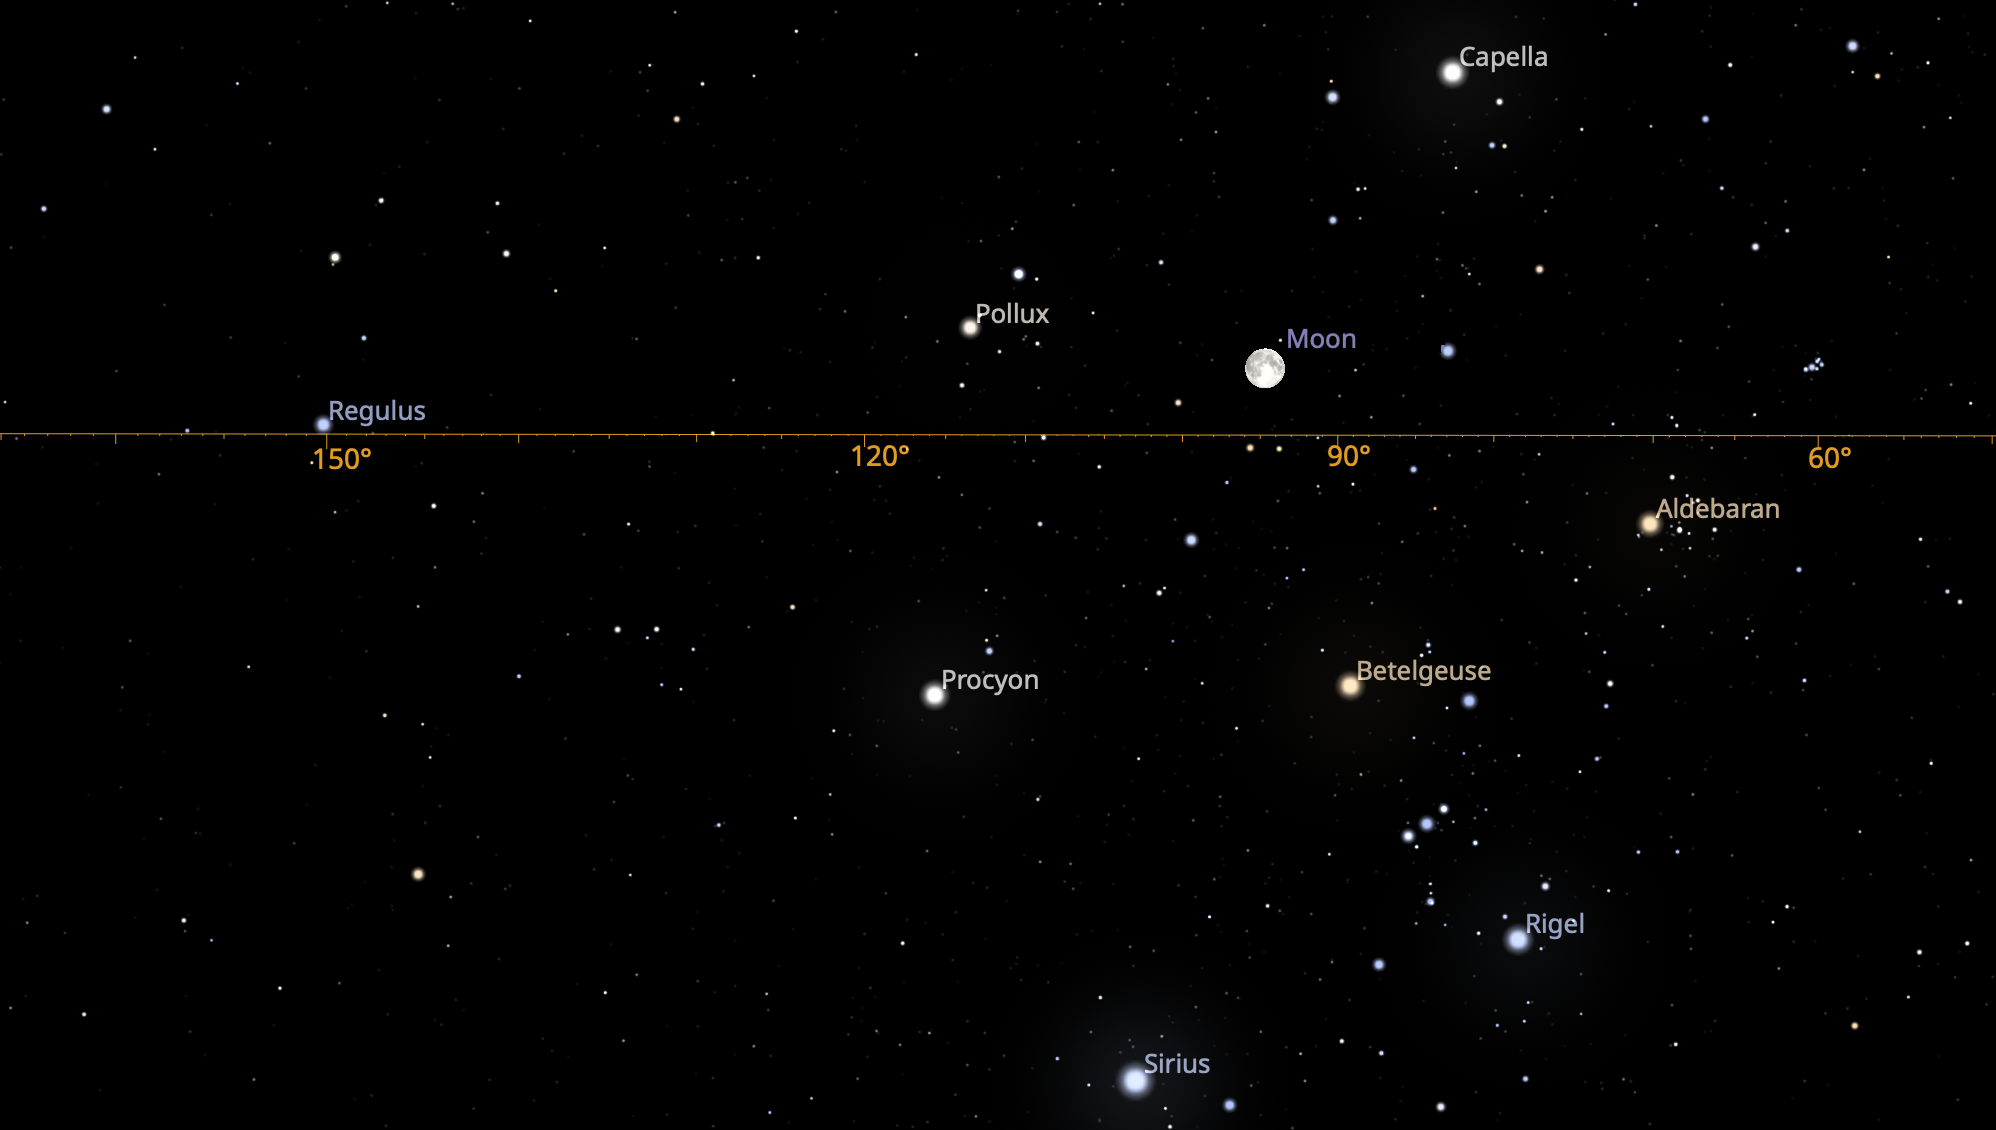 Capella
Pollux
Moon
Regulus
150°
120°
90°
60°
Aldebaran
Betelgeuse
Procyon
Rigel
Sirius